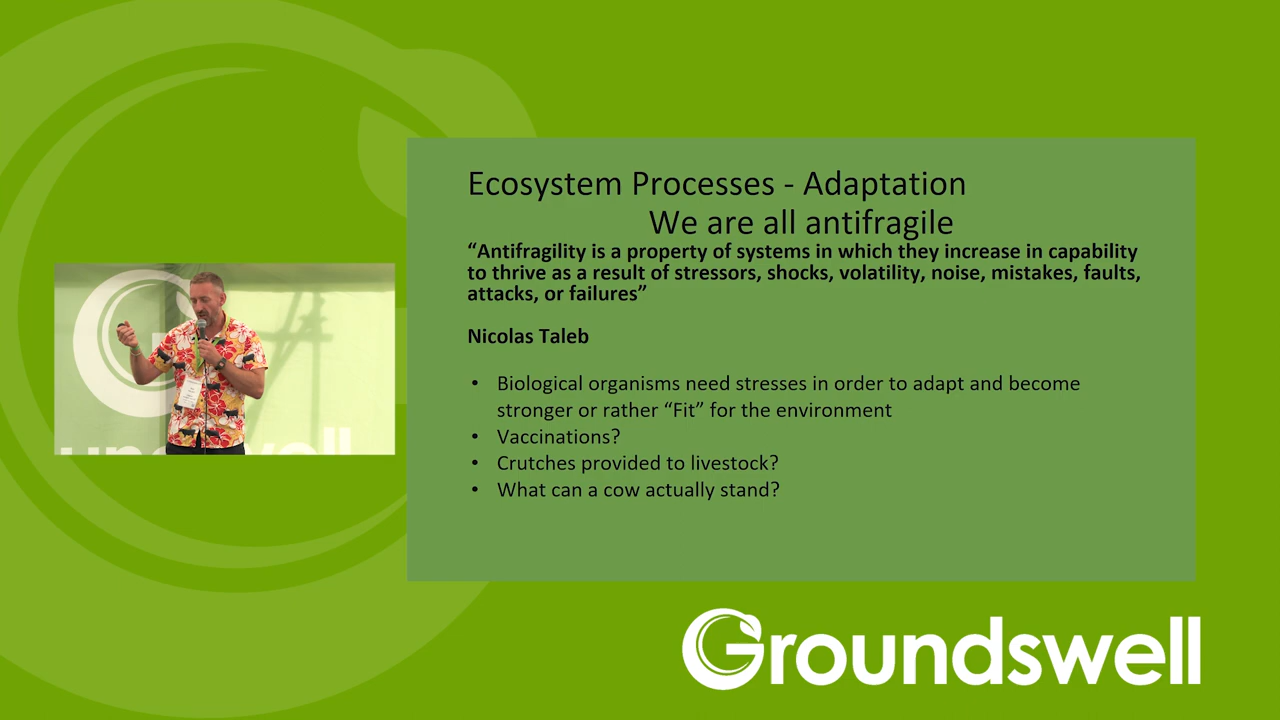 Ecosystem Processes - Adaptation
We are all antifragile
“Antifragility is a property of systems in which they increase in capability
to thrive as a result of stressors, shocks, volatility, noise, mistakes, faults,
attacks, or failures”
Nicolas Taleb
• Biological organisms need stresses in order to adapt and become
stronger or rather “Fit” for the environment
• Vaccinations?
• Crutches provided to livestock?
• What can a cow actually stand?
Groundswell